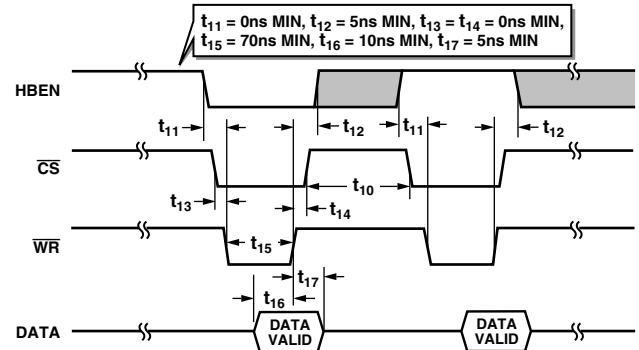 t11 = 0ns MIN, t12 = 5ns MIN, t13 = t14 = 0ns MIN,
t15 = 70ns MIN, t16 = 10ns MIN, t17 = 5ns MIN
HBEN
t11 t12 t11 t12
CS
t10
t13 t14
WR
t15
t17
t16
DATA
DATA VALID
DATA VALID